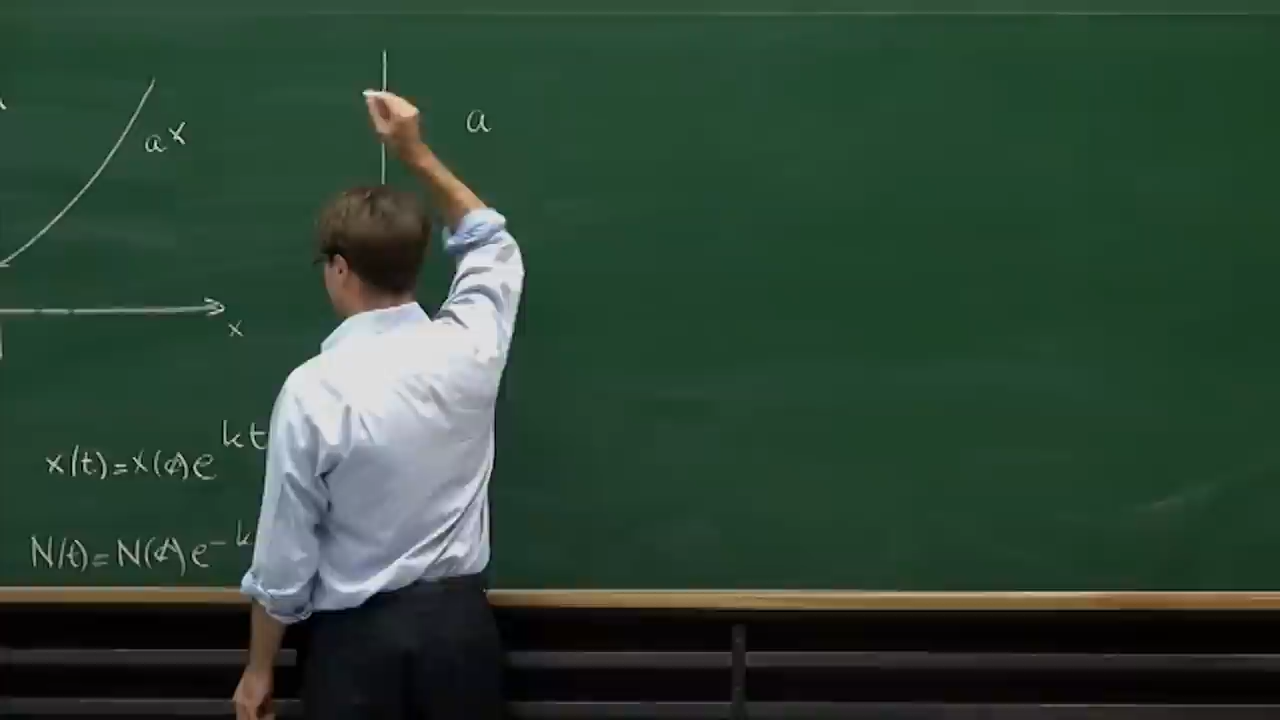 a^x
a
x
x(t)=x(0)e^kt
N(t)=N(0)e^-k